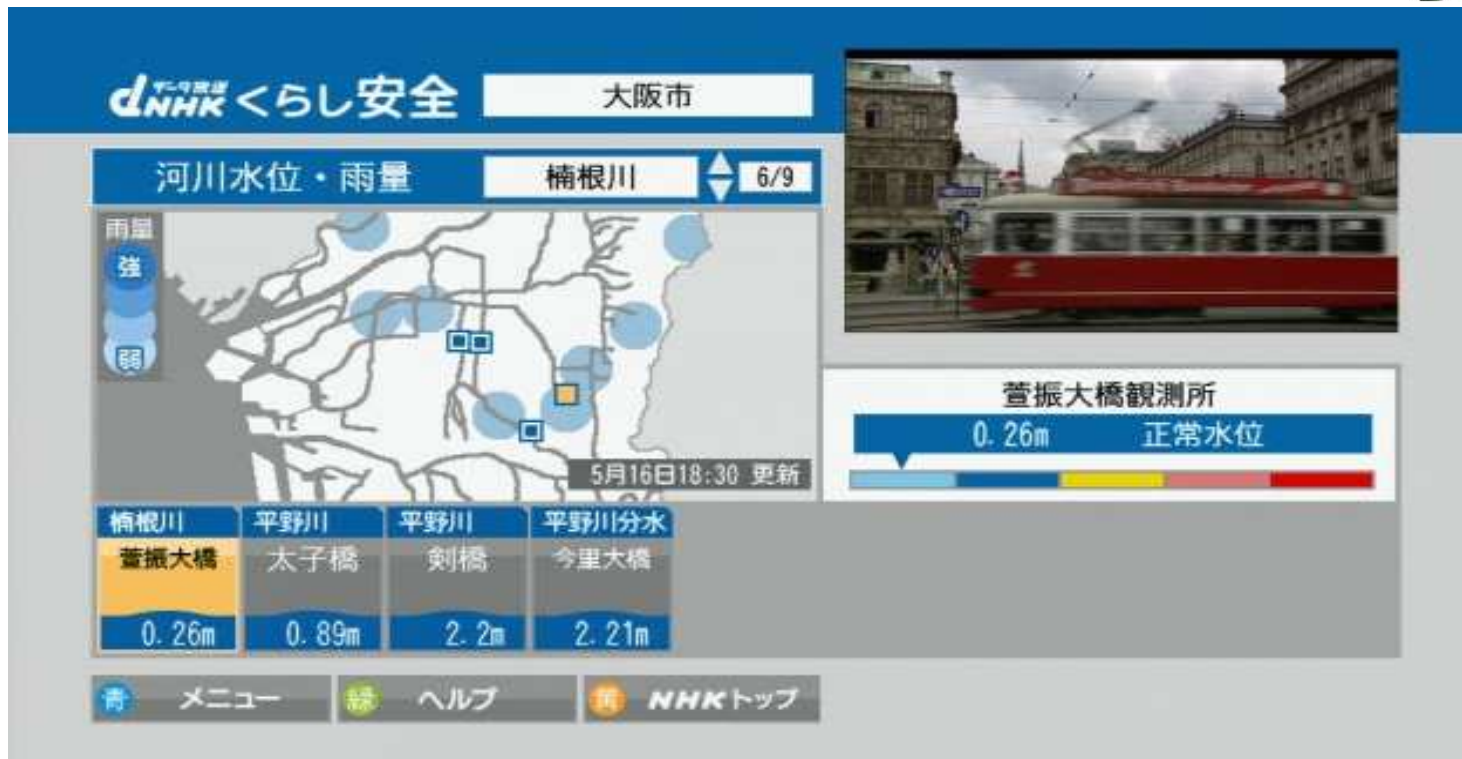 データ放送
dNHK くらし安全 大阪市
河川水位・雨量 楠根川 6/9
雨量
強
弱
5月16日18:30 更新
萱振大橋観測所
0.26m 正常水位
楠根川 平野川 平野川 平野川分水
萱振大橋 太子橋 剣橋 今里大橋
0.26m 0.89m 2.2m 2.21m
青 メニュー 緑 ヘルプ 黄 NHKトップ